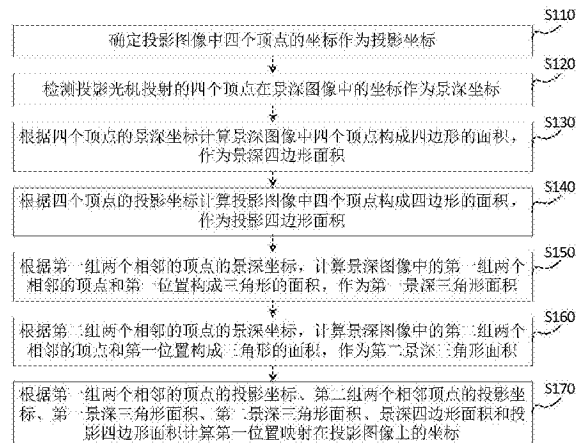 S110
确定投影图像中四个顶点的坐标作为投影坐标
S120
检测投影光机投射的四个顶点在景深图像中的坐标作为景深坐标
S130
根据四个顶点的景深坐标计算景深图像中四个顶点构成四边形的面积，
作为景深四边形面积
S140
根据四个顶点的投影坐标计算投影图像中四个顶点构成四边形的面积，
作为投影四边形面积
S150
根据第一组两个相邻的顶点的景深坐标，计算景深图像中的第一组两个
相邻的顶点和第一位置构成三角形的面积，作为第一景深三角形面积
S160
根据第二组两个相邻的顶点的景深坐标，计算景深图像中的第二组两个
相邻的顶点和第一位置构成三角形的面积，作为第二景深三角形面积
S170
根据第一组两个相邻的顶点的投影坐标、第二组两个相邻顶点的投影坐
标、第一景深三角形面积、第二景深三角形面积、景深四边形面积和投
影四边形面积计算第一位置映射在投影图像上的坐标